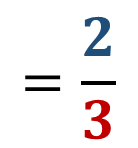 = 2/3